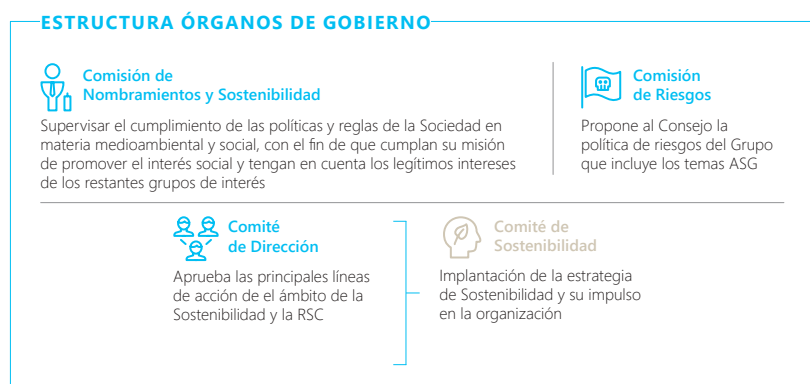 ESTRUCTURA ÓRGANOS DE GOBIERNO
Comisión de
Nombramientos y Sostenibilidad
Supervisar el cumplimiento de las políticas y reglas de la Sociedad en
materia medioambiental y social, con el fin de que cumplan su misión
de promover el interés social y tengan en cuenta los legítimos intereses
de los restantes grupos de interés
Comisión
de Riesgos
Propone al Consejo la
política de riesgos del Grupo
que incluye los temas ASG
Comité
de Dirección
Aprueba las principales líneas
de acción de el ámbito de la
Sostenibilidad y la RSC
Comité de
Sostenibilidad
Implantación de la estrategia
de Sostenibilidad y su impulso
en la organización